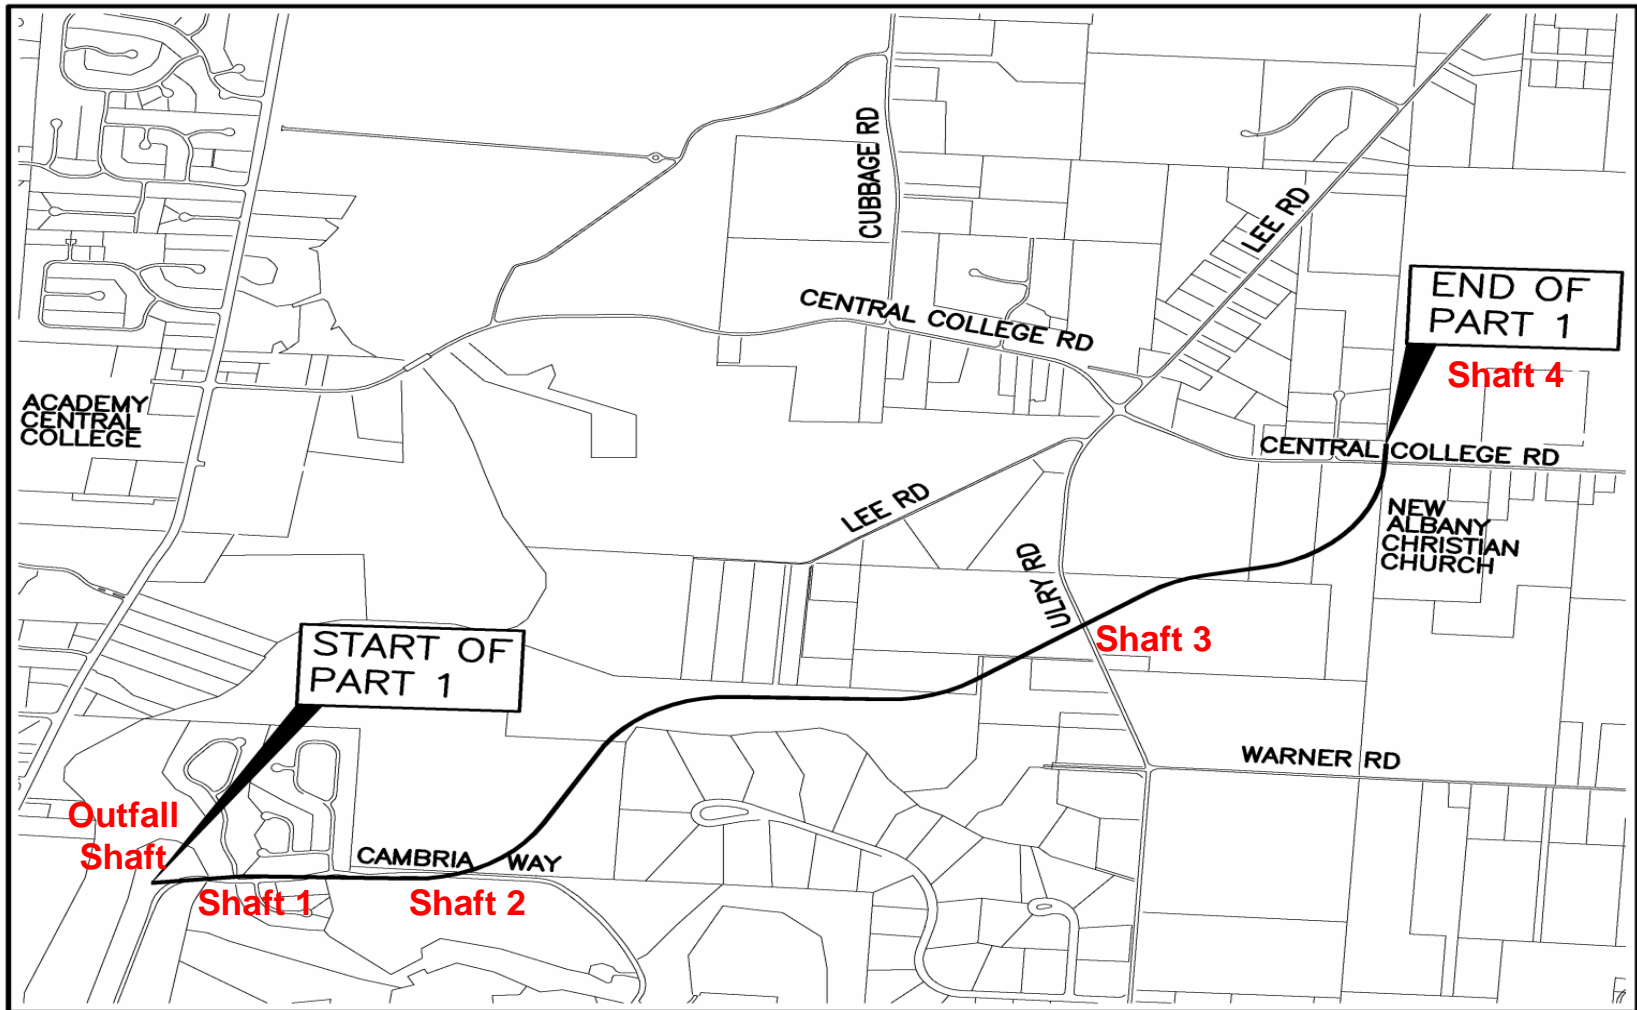 CUBBAGE RD
LEE RD
END OF
PART 1
CENTRAL COLLEGE RD
Shaft 4
ACADEMY
CENTRAL
COLLEGE
CENTRAL COLLEGE RD
LEE RD
NEW
ALBANY
CHRISTIAN
CHURCH
ULRY RD
START OF
PART 1
Shaft 3
WARNER RD
Outfall
Shaft
CAMBRIA WAY
Shaft 1
Shaft 2